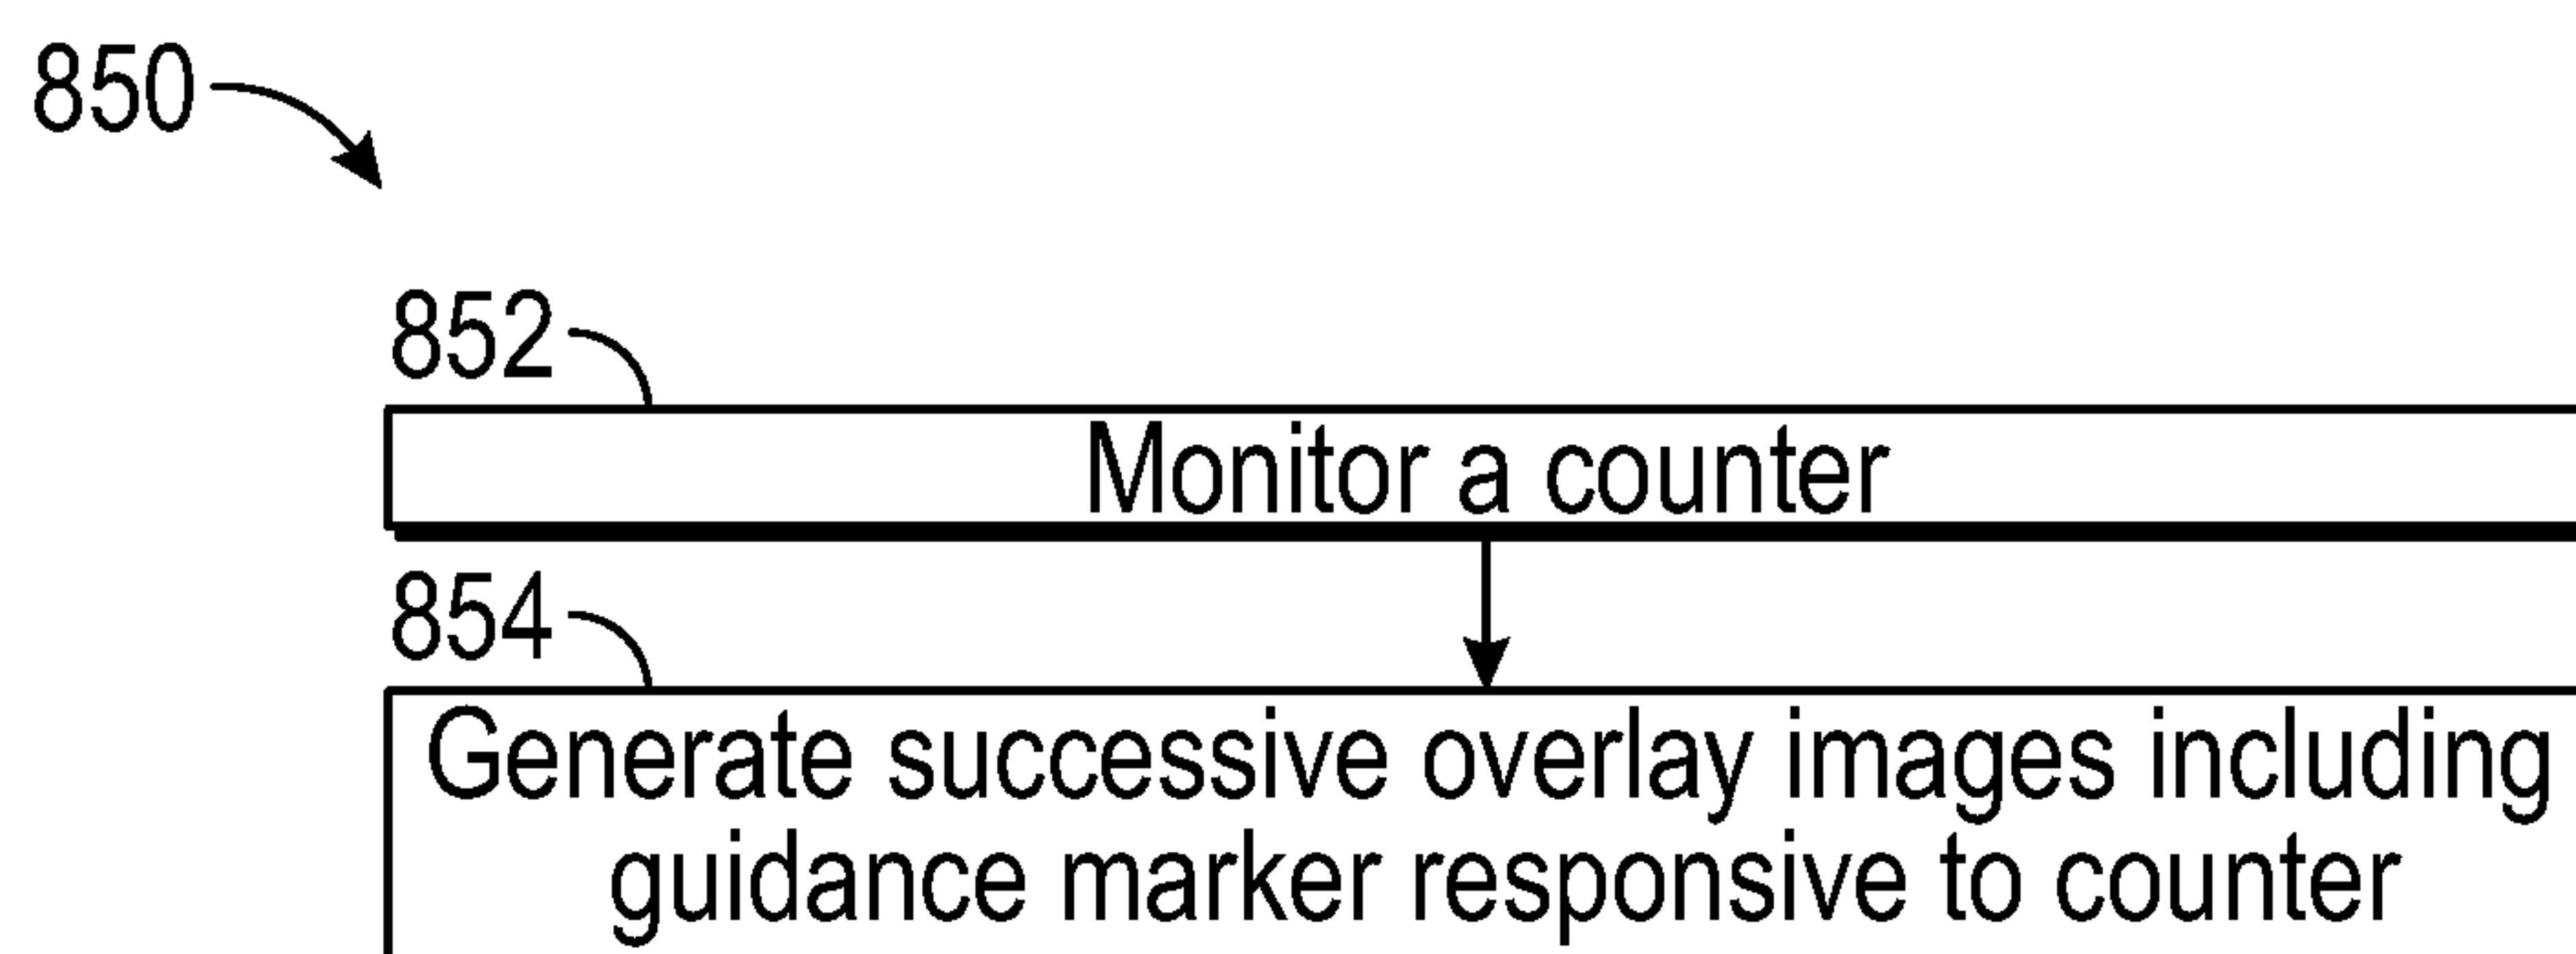 850
852
Monitor a counter
854
Generate successive overlay images including
guidance marker responsive to counter